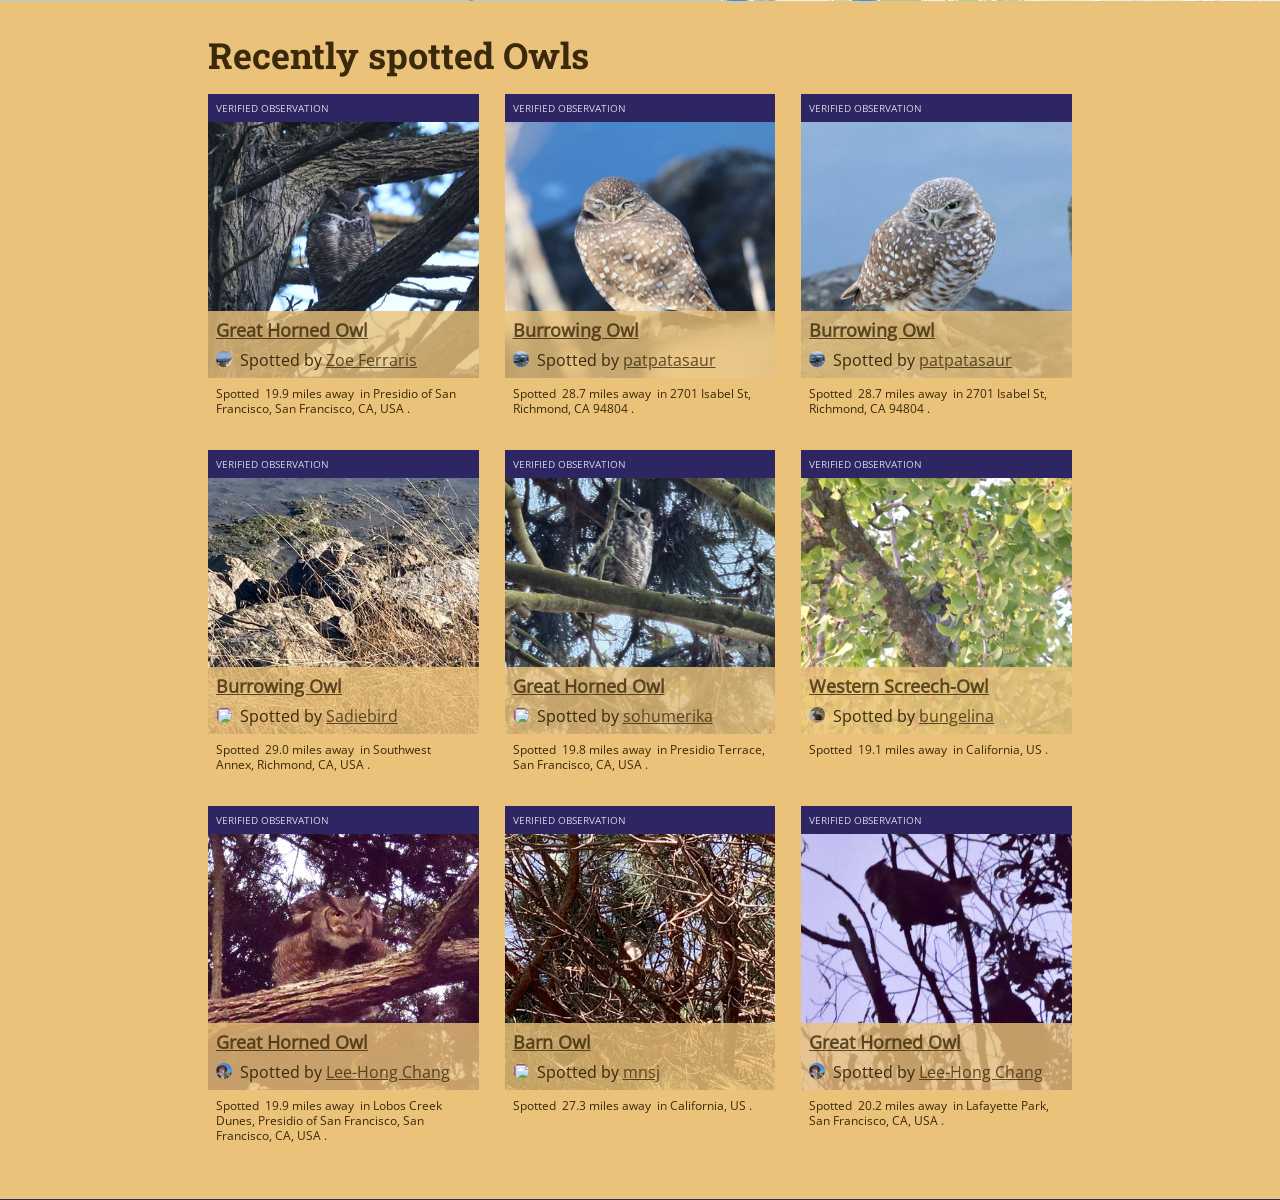 Recently spotted Owls
VERIFIED OBSERVATION
Great Horned Owl
Spotted by Zoe Ferraris
Spotted 19.9 miles away in Presidio of San
Francisco, San Francisco, CA, USA .
VERIFIED OBSERVATION
Burrowing Owl
Spotted by patpatasaur
Spotted 28.7 miles away in 2701 Isabel St,
Richmond, CA 94804 .
VERIFIED OBSERVATION
Burrowing Owl
Spotted by patpatasaur
Spotted 28.7 miles away in 2701 Isabel St,
Richmond, CA 94804 .
VERIFIED OBSERVATION
Burrowing Owl
Spotted by Sadiebird
Spotted 29.0 miles away in Southwest
Annex, Richmond, CA, USA .
VERIFIED OBSERVATION
Great Horned Owl
Spotted by sohumerika
Spotted 19.8 miles away in Presidio Terrace,
San Francisco, CA, USA .
VERIFIED OBSERVATION
Western Screech-Owl
Spotted by bungelina
Spotted 19.1 miles away in California, US .
VERIFIED OBSERVATION
Great Horned Owl
Spotted by Lee-Hong Chang
Spotted 19.9 miles away in Lobos Creek
Dunes, Presidio of San Francisco, San
Francisco, CA, USA .
VERIFIED OBSERVATION
Barn Owl
Spotted by mnsj
Spotted 27.3 miles away in California, US .
VERIFIED OBSERVATION
Great Horned Owl
Spotted by Lee-Hong Chang
Spotted 20.2 miles away in Lafayette Park,
San Francisco, CA, USA .